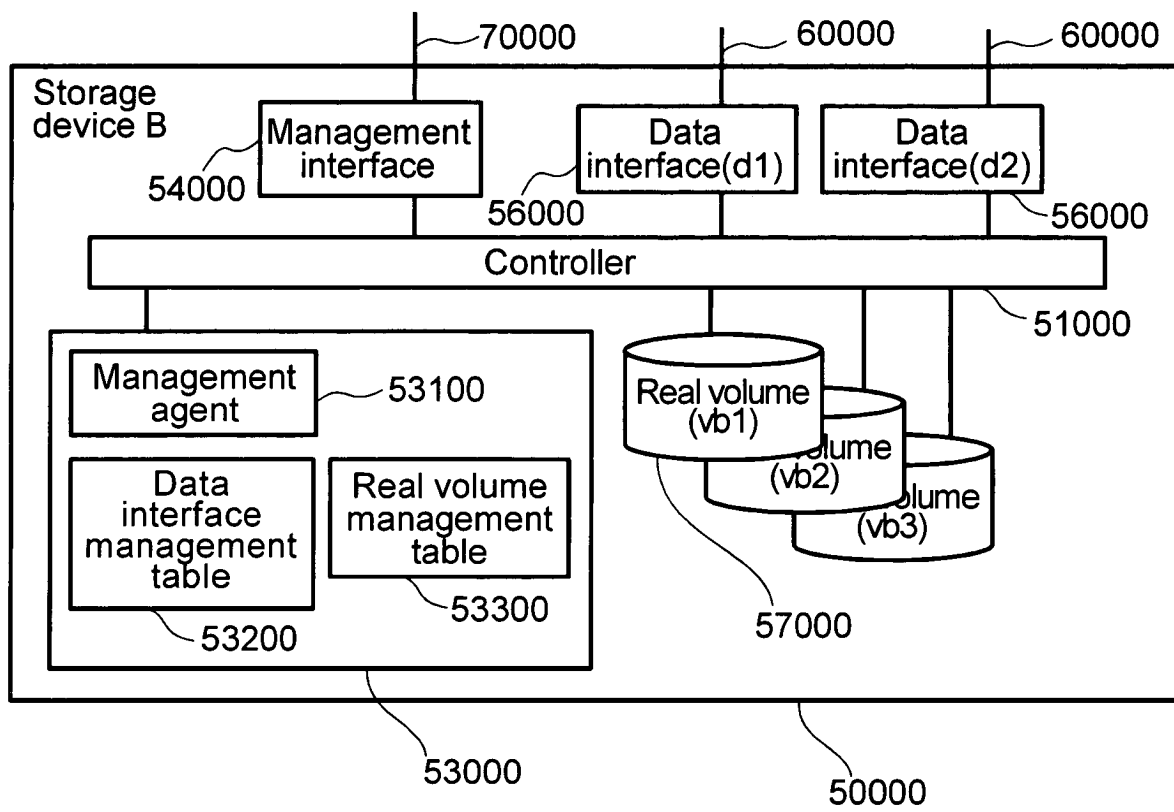 70000
60000
60000
Storage
device B
Management
interface
Data
interface(d1)
Data
interface(d2)
54000
56000
56000
Controller
51000
Management
agent
53100
Real volume
(vb1)
olume
(vb2)
olume
(vb3)
Data
interface
management
table
Real volume
management
table
53200
53300
57000
53000
50000